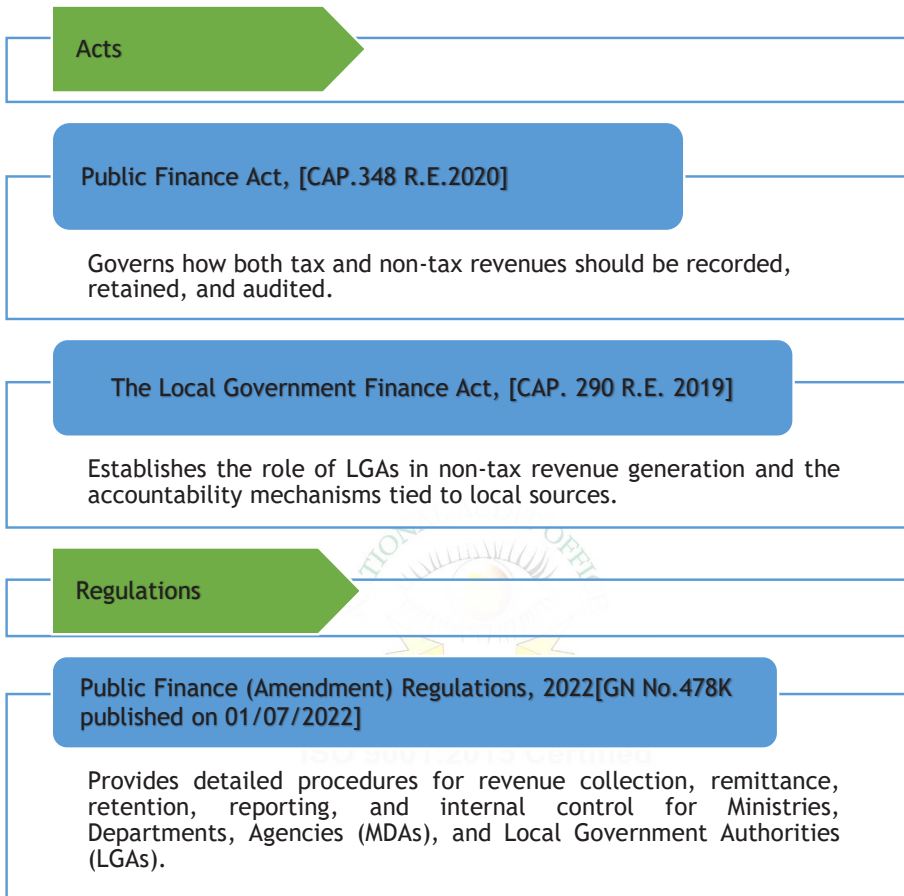 Acts
Public Finance Act, [CAP.348 R.E.2020]
Governs how both tax and non-tax revenues should be recorded,
retained, and audited.
The Local Government Finance Act, [CAP. 290 R.E. 2019]
Establishes the role of LGAs in non-tax revenue generation and the
accountability mechanisms tied to local sources.
Regulations
Public Finance (Amendment) Regulations, 2022[GN No.478K
published on 01/07/2022]
ISO 9001:2015 Certified
Provides detailed procedures for revenue collection, remittance,
retention, reporting, and internal control for Ministries,
Departments, Agencies (MDAs), and Local Government Authorities
(LGAs).